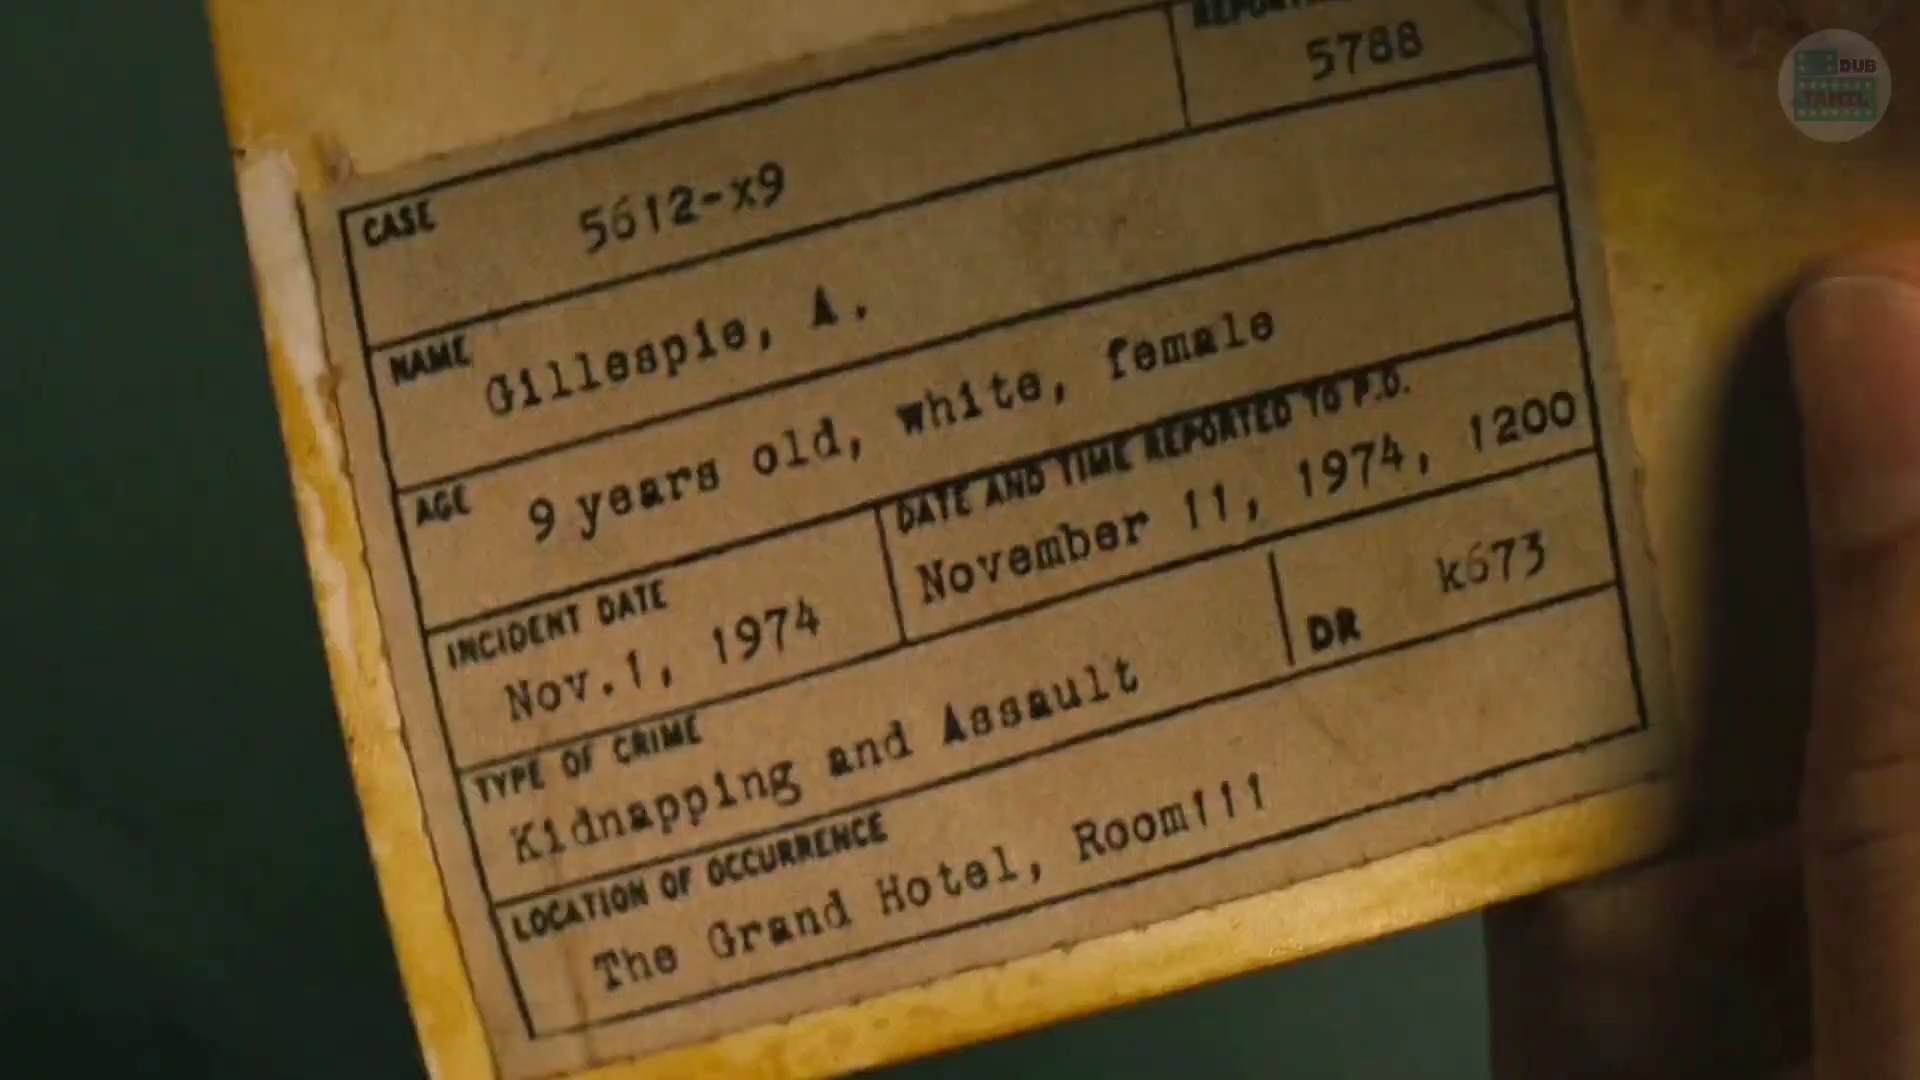 5788
CASE 5612-x9
NAME Gillespie, A.
AGE 9 years old, white, female
INCIDENT DATE
Nov.1, 1974
DATE AND TIME REPORTED TO P.D.
November 11, 1974, 1200
TYPE OF CRIME
Kidnapping and Assault
DR k673
LOCATION OF OCCURRENCE
The Grand Hotel, Room111
DUB
TAMIL